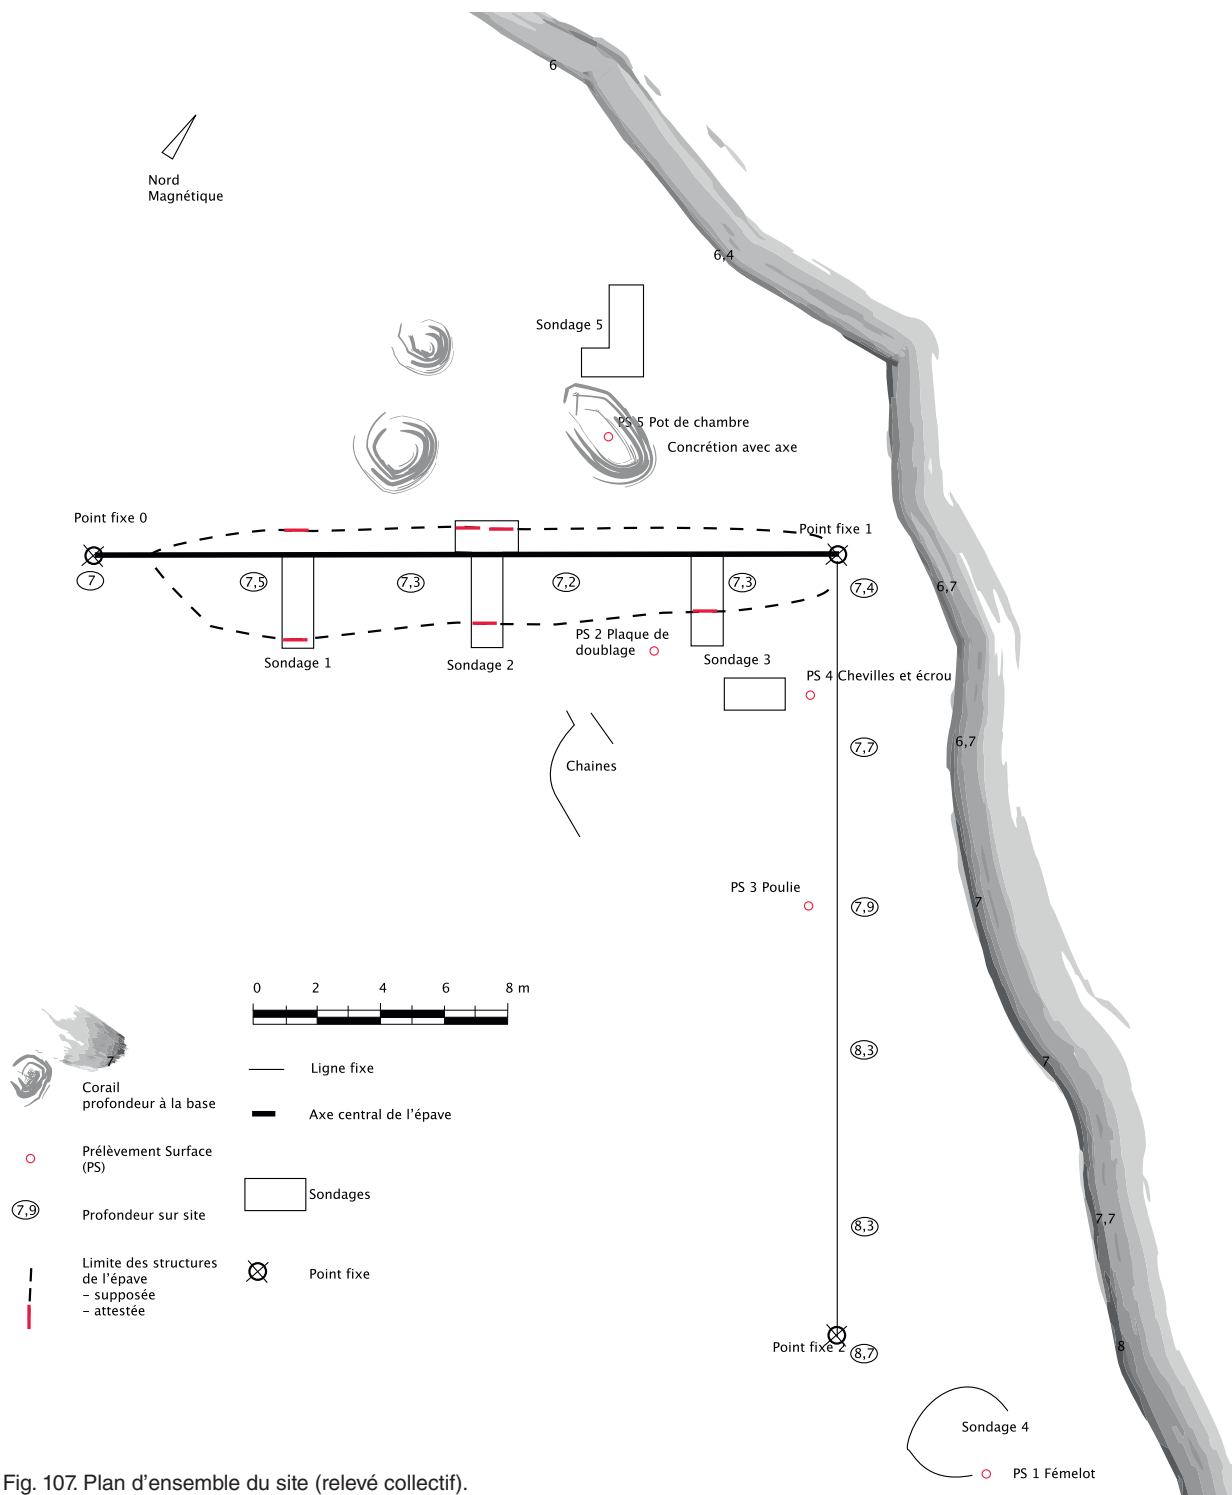 6
Nord
Magnétique
6,4
Sondage 5
PS 5 Pot de chambre
Concrétion avec axe
Point fixe 0
Point fixe 1
7
7,5
7,3
7,2
7,3
7,4
6,7
PS 2 Plaque de
doublage
Sondage 1
Sondage 2
Sondage 3
PS 4 Chevilles et écrou
7,7
6,7
Chaines
PS 3 Poulie
7,9
7
0 2 4 6 8 m
8,3
7
7
Corail
profondeur à la base
Ligne fixe
Axe central de l'épave
Prélèvement Surface
(PS)
Sondages
7,9
Profondeur sur site
8,3
7,7
Limite des structures
de l'épave
– supposée
– attestée
Point fixe
Point fixe 2
8,7
8
Sondage 4
PS 1 Fémelot
Fig. 107. Plan d'ensemble du site (relevé collectif).